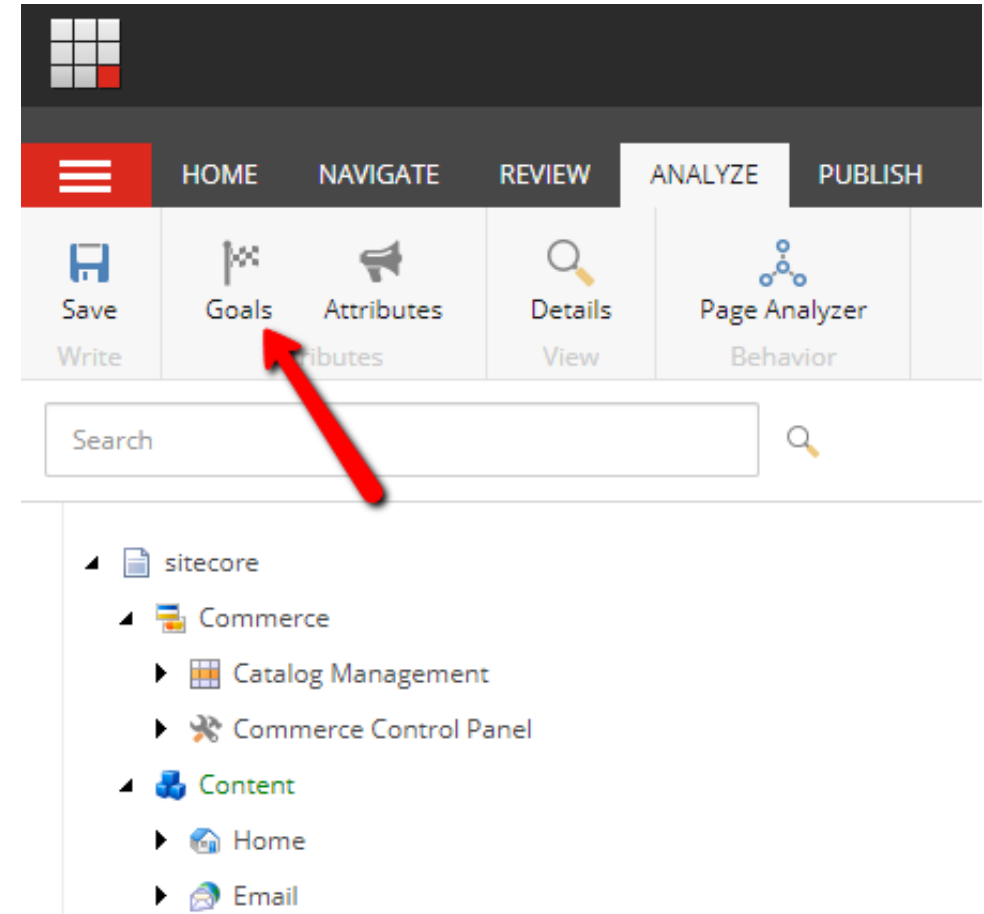 HOME NAVIGATE REVIEW ANALYZE PUBLISH
Save Goals Attributes Details Page Analyzer
Write ributes View Behavior
Search
sitecore
Commerce
Catalog Management
Commerce Control Panel
Content
Home
Email